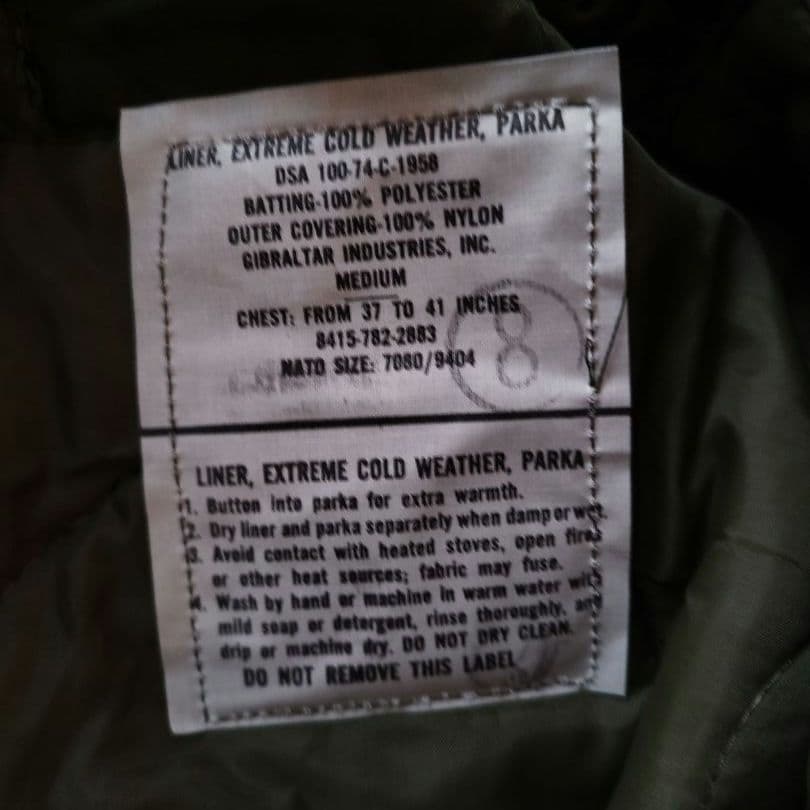 LINER, EXTREME COLD WEATHER, PARKA
DSA 100-74-C-1958
BATTING-100% POLYESTER
OUTER COVERING-100% NYLON
GIBRALTAR INDUSTRIES, INC.
MEDIUM
CHEST: FROM 37 TO 41 INCHES
8415-782-2883
NATO SIZE: 7080/9404
8
LINER, EXTREME COLD WEATHER, PARKA
1. Button into parka for extra warmth.
2. Dry liner and parka separately when damp or wet.
3. Avoid contact with heated stoves, open fires
or other heat sources; fabric may fuse.
4. Wash by hand or machine in warm water with
mild soap or detergent, rinse thoroughly, and
drip or machine dry. DO NOT DRY CLEAN.
DO NOT REMOVE THIS LABEL